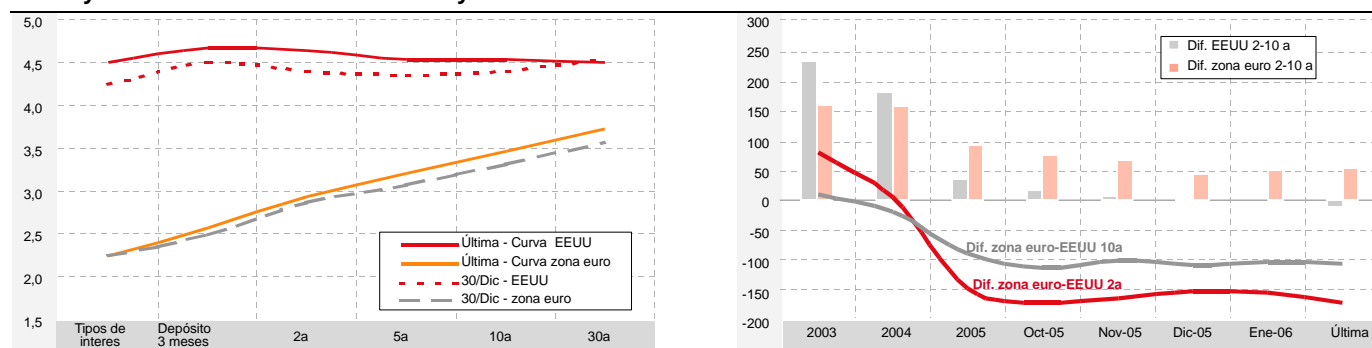 5,0
4,5
4,0
3,5
3,0
2,5
2,0
1,5
Última - Curva EEUU
Última - Curva zona euro
30/Dic - EEUU
30/Dic - zona euro
Tipos de interes
Depósito 3 meses
2a
5a
10a
30a
300
250
200
150
100
50
0
-50
-100
-150
-200
Dif. EEUU 2-10 a
Dif. zona euro 2-10 a
Dif. zona euro-EEUU 10a
Dif. zona euro-EEUU 2a
2003
2004
2005
Oct-05
Nov-05
Dic-05
Ene-06
Última